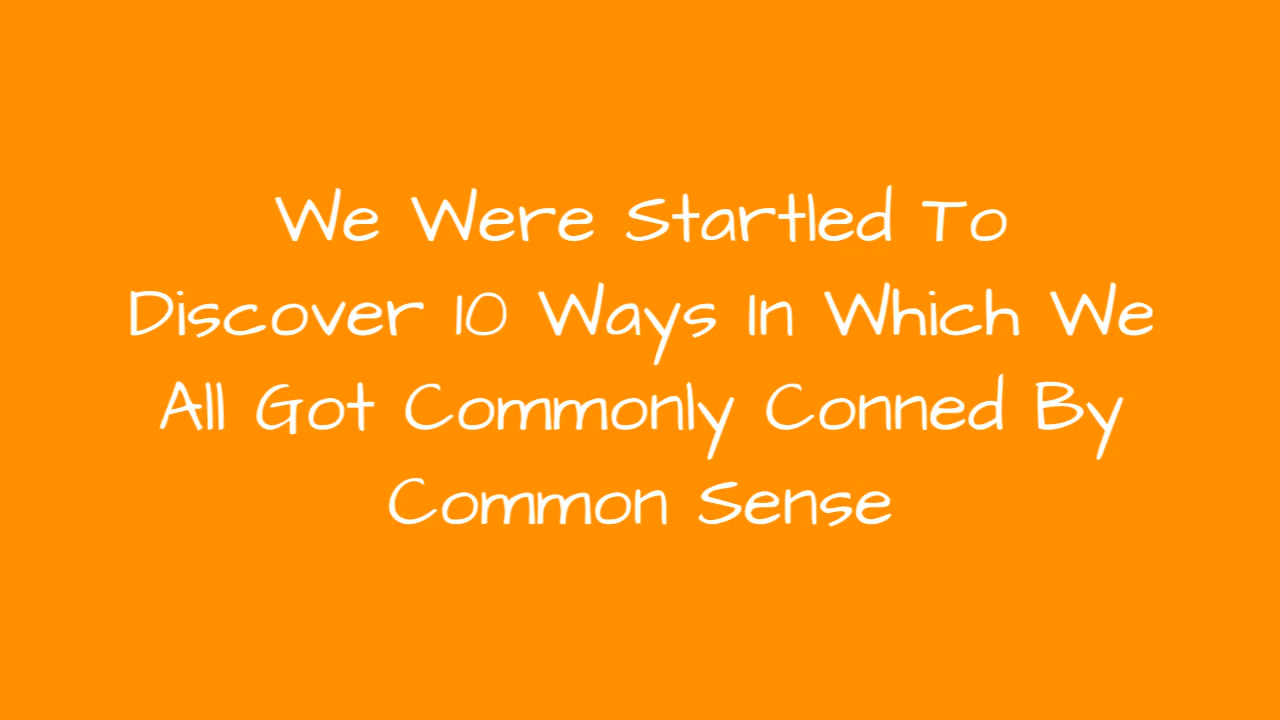 We Were Startled To
Discover 10 Ways In Which We
All Got Commonly Conned By
Common Sense